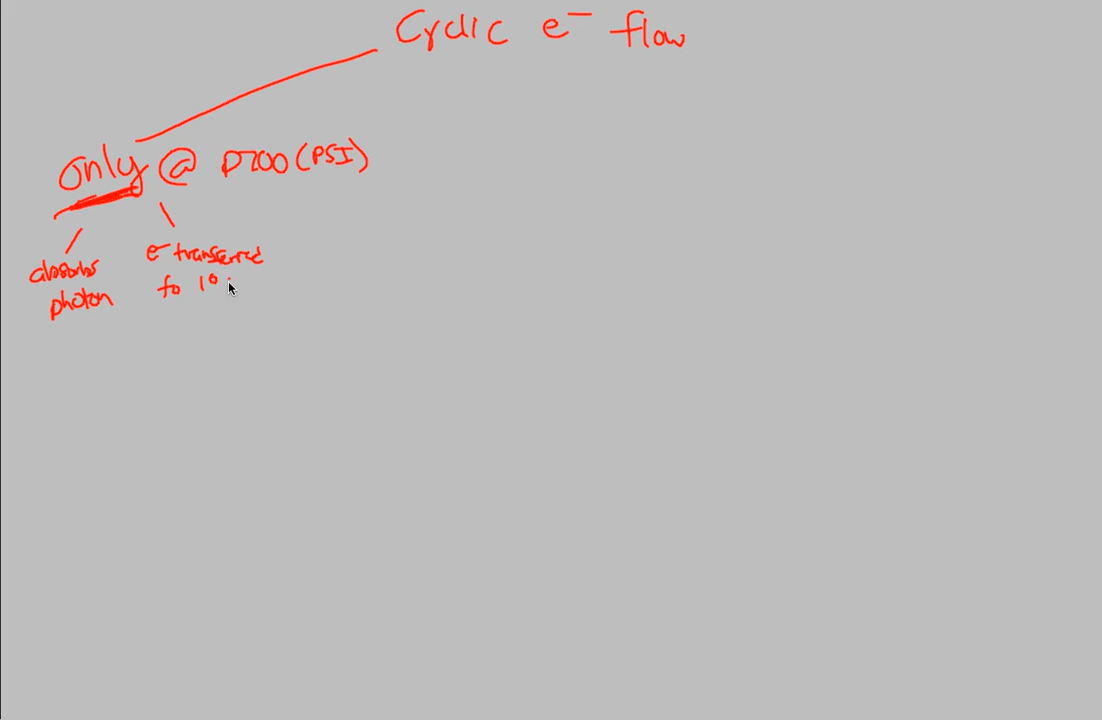 Cyclic e⁻ flow
only @ P700 (PSI)
absorbs
photon
e⁻ transferred
to 1°